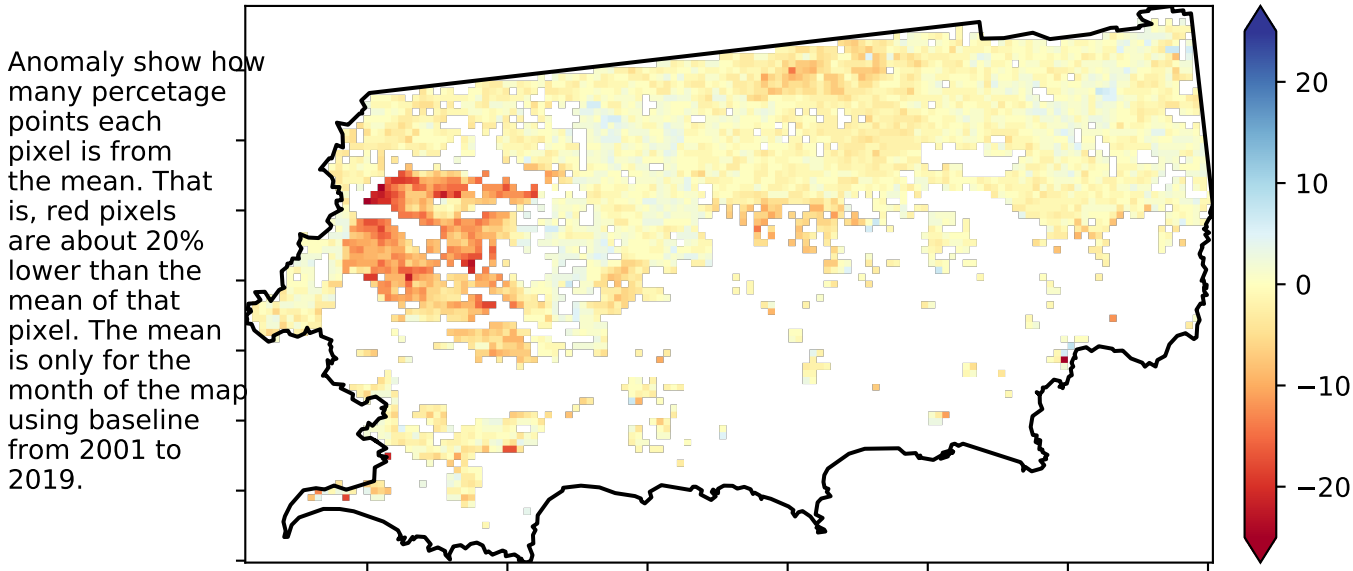 Anomaly show how
many percetage
points each
pixel is from
the mean. That
is, red pixels
are about 20%
lower than the
mean of that
pixel. The mean
is only for the
month of the map
using baseline
from 2001 to
2019.
20
10
0
−10
−20